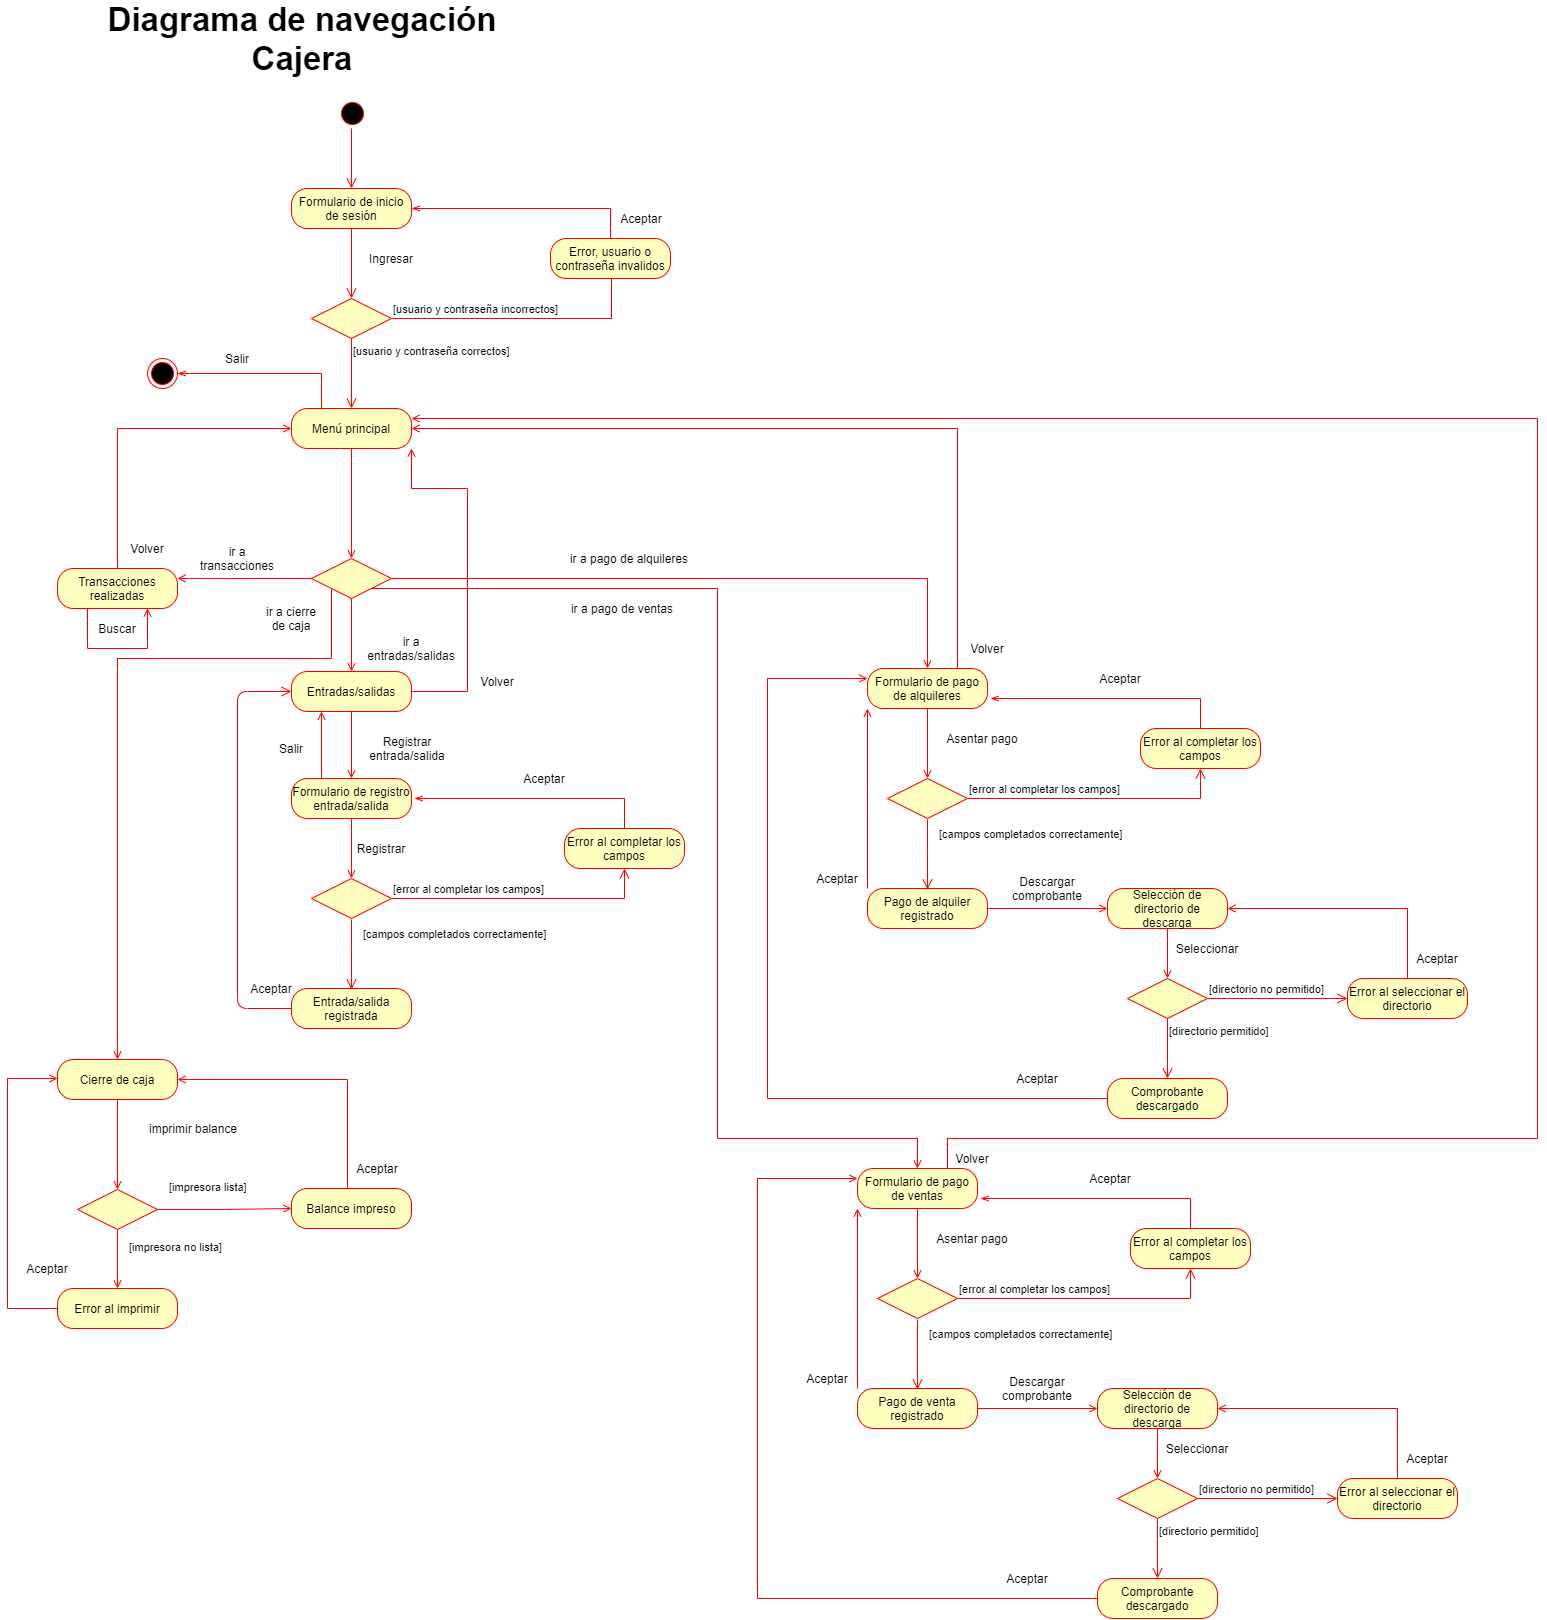 Diagrama de navegación
Cajera
Formulario de inicio
de sesión
Aceptar
Error, usuario o
contraseña invalidos
Ingresar
[usuario y contraseña incorrectos]
[usuario y contraseña correctos]
Salir
Menú principal
Volver
ir a
transacciones
ir a pago de alquileres
Transacciones
realizadas
Buscar
ir a cierre
de caja
ir a pago de ventas
ir a
entradas/salidas
Volver
Entradas/salidas
Salir
Registrar
entrada/salida
Formulario de registro
entrada/salida
Aceptar
Error al completar los
campos
Registrar
[error al completar los campos]
[campos completados correctamente]
Aceptar
Entrada/salida
registrada
Volver
Formulario de pago
de alquileres
Aceptar
Asentar pago
Error al completar los
campos
[error al completar los campos]
[campos completados correctamente]
Aceptar
Pago de alquiler
registrado
Descargar
comprobante
Selección de
directorio de
descarga
Seleccionar
Aceptar
[directorio no permitido]
Error al seleccionar el
directorio
[directorio permitido]
Aceptar
Comprobante
descargado
Cierre de caja
imprimir balance
Aceptar
[impresora lista]
Balance impreso
[impresora no lista]
Aceptar
Error al imprimir
Volver
Formulario de pago
de ventas
Aceptar
Asentar pago
Error al completar los
campos
[error al completar los campos]
[campos completados correctamente]
Aceptar
Pago de venta
registrado
Descargar
comprobante
Selección de
directorio de
descarga
Seleccionar
Aceptar
[directorio no permitido]
Error al seleccionar el
directorio
[directorio permitido]
Aceptar
Comprobante
descargado